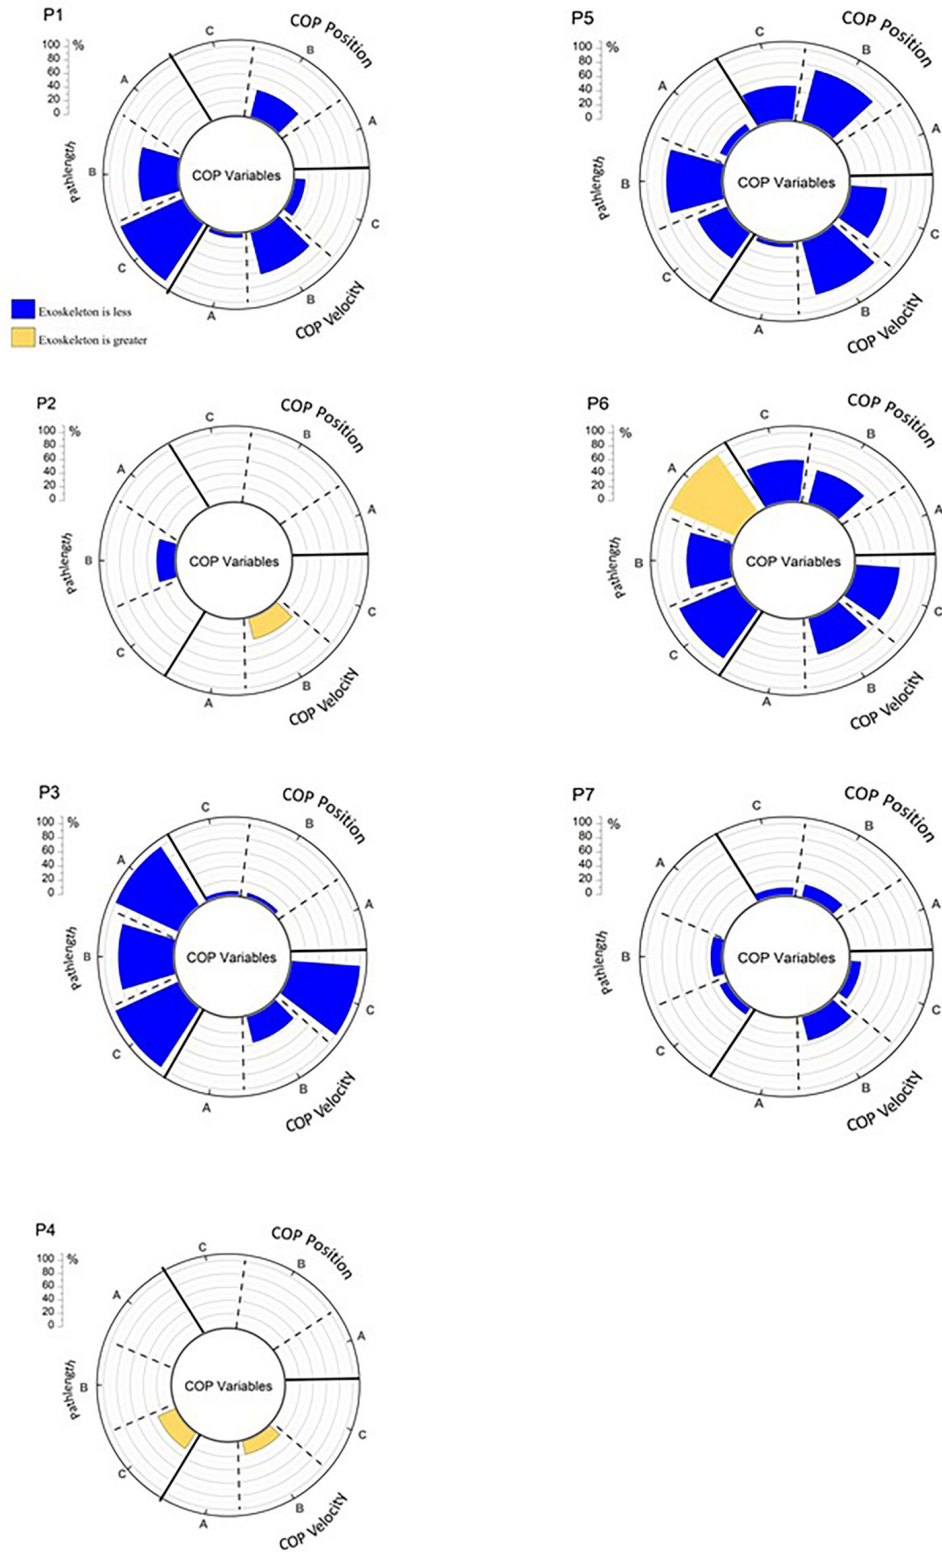 P1
COP Position
100 %
80
60
40
20
0
A
B
C
A
B
C
A
B
C
Pathlength
COP Variables
COP Velocity
Exoskeleton is less
Exoskeleton is greater
P5
COP Position
100 %
80
60
40
20
0
A
B
C
A
B
C
A
B
C
Pathlength
COP Variables
COP Velocity
P2
COP Position
100 %
80
60
40
20
0
A
B
C
A
B
C
A
B
C
Pathlength
COP Variables
COP Velocity
P6
COP Position
100 %
80
60
40
20
0
A
B
C
A
B
C
A
B
C
Pathlength
COP Variables
COP Velocity
P3
COP Position
100 %
80
60
40
20
0
A
B
C
A
B
C
A
B
C
Pathlength
COP Variables
COP Velocity
P7
COP Position
100 %
80
60
40
20
0
A
B
C
A
B
C
A
B
C
Pathlength
COP Variables
COP Velocity
P4
COP Position
100 %
80
60
40
20
0
A
B
C
A
B
C
A
B
C
Pathlength
COP Variables
COP Velocity